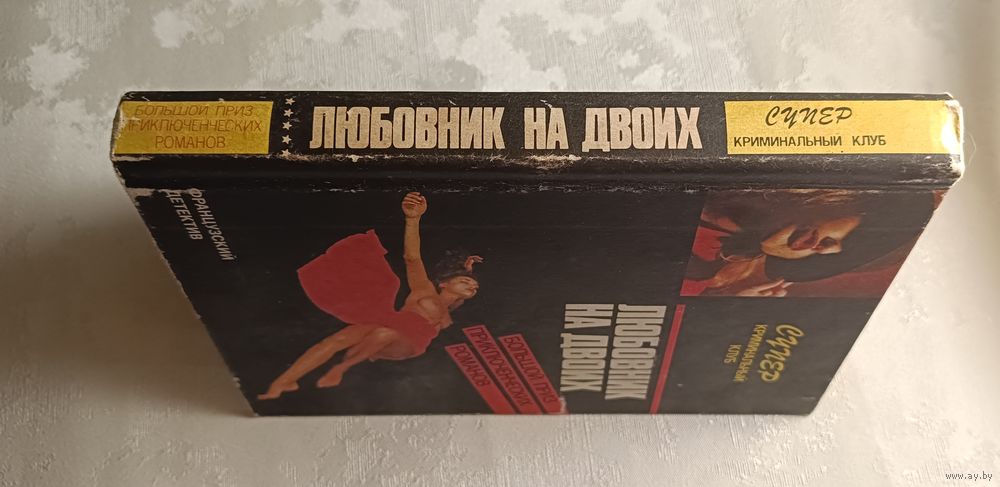 БОЛЬШОЙ ПРИЗ
ПРИКЛЮЧЕНЧЕСКИХ
РОМАНОВ
ЛЮБОВНИК НА ДВОИХ
СУПЕР
КРИМИНАЛЬНЫЙ КЛУБ
ФРАНЦУЗСКИЙ
ДЕТЕКТИВ
БОЛЬШОЙ ПРИЗ
ПРИКЛЮЧЕНЧЕСКИХ
РОМАНОВ
ЛЮБОВНИК
НА ДВОИХ
СУПЕР
КРИМИНАЛЬНЫЙ
КЛУБ
www.ay.by